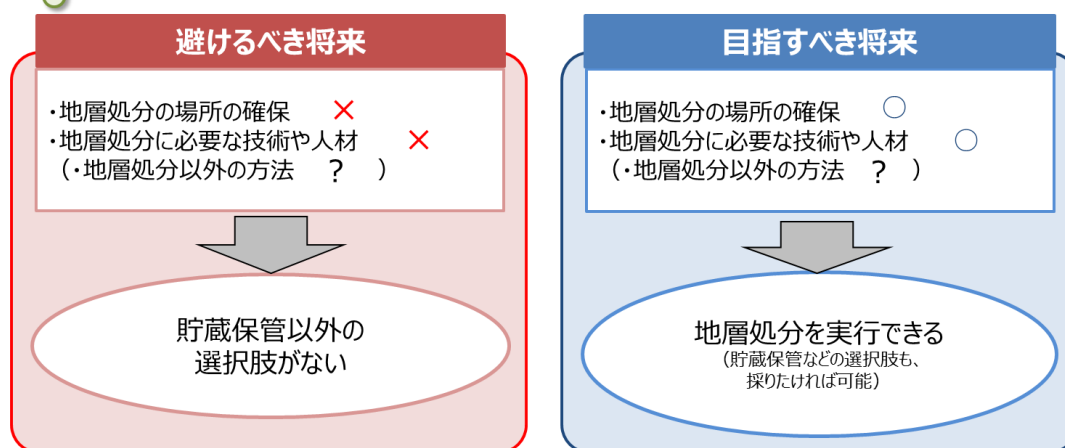 避けるべき将来
・地層処分の場所の確保 ×
・地層処分に必要な技術や人材 ×
(・地層処分以外の方法 ? )
貯蔵保管以外の
選択肢がない
目指すべき将来
・地層処分の場所の確保 ○
・地層処分に必要な技術や人材 ○
(・地層処分以外の方法 ? )
地層処分を実行できる
(貯蔵保管などの選択肢も、
採りたければ可能)